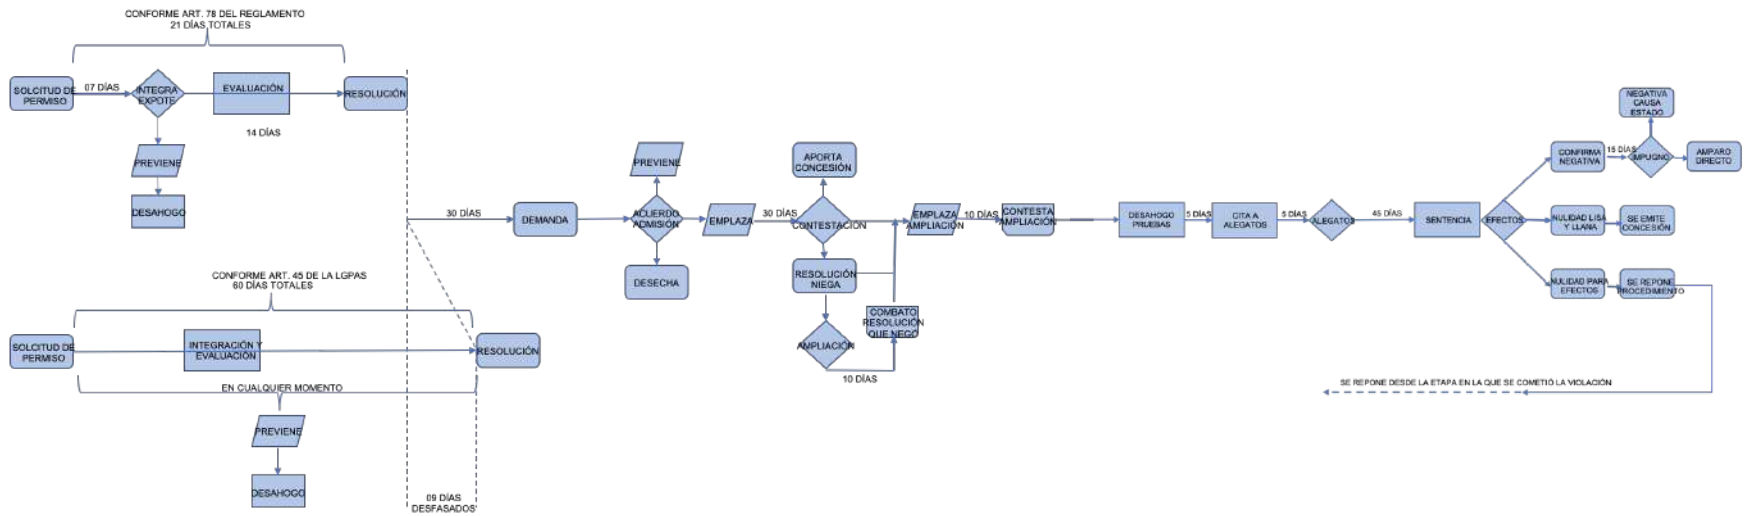 CONFORME ART. 78 DEL REGLAMENTO
21 DÍAS TOTALES
SOLCITUD DE
PERMISO
07 DÍAS
INTEGRA
EXPOTE
EVALUACIÓN
14 DÍAS
RESOLUCIÓN
PREVIENE
DESAHOGO
CONFORME ART. 45 DE LA LGPAS
60 DÍAS TOTALES
SOLCITUD DE
PERMISO
INTEGRACIÓN Y
EVALUACIÓN
RESOLUCIÓN
EN CUALQUIER MOMENTO
PREVIENE
DESAHOGO
09 DÍAS
DESFASADOS
30 DÍAS
DEMANDA
PREVIENE
ACUERDO
ADMISIÓN
DESECHA
EMPLAZA
30 DÍAS
APORTA
CONCESIÓN
CONTESTACIÓN
RESOLUCIÓN
NIEGA
AMPLIACIÓN
10 DÍAS
COMBATO
RESOLUCIÓN
QUE NEGÓ
EMPLAZA
AMPLIACIÓN
10 DÍAS
CONTESTA
AMPLIACIÓN
DESAHOGO
PRUEBAS
5 DÍAS
CITA A
ALEGATOS
5 DÍAS
ALEGATOS
45 DÍAS
SENTENCIA
EFECTOS
CONFIRMA
NEGATIVA
15 DÍAS
IMPUGNO
NEGATIVA
CAUSA
ESTADO
AMPARO
DIRECTO
NULIDAD LISA
Y LLANA
SE EMITE
CONCESIÓN
NULIDAD PARA
EFECTOS
SE REPONE
PROCEDIMIENTO
SE REPONE DESDE LA ETAPA EN LA QUE SE COMETIÓ LA VIOLACIÓN